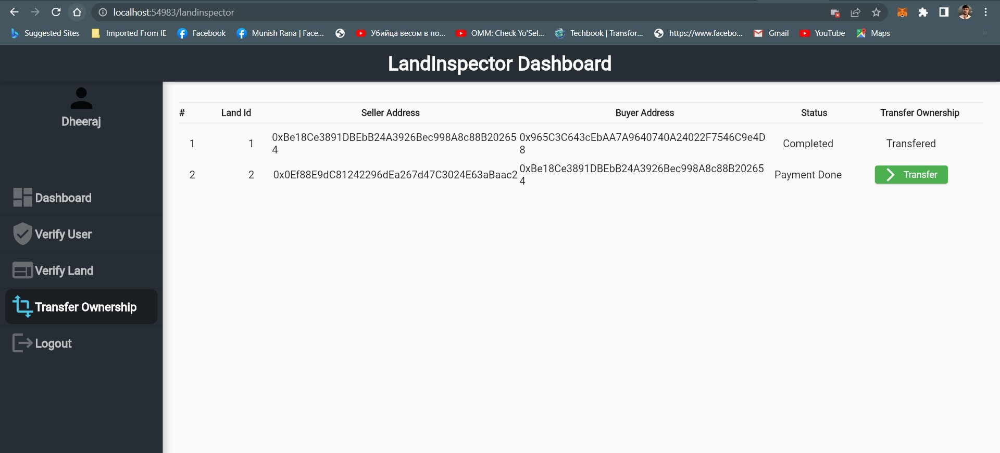 localhost:54983/landinspector
Suggested Sites Imported From IE Facebook Munish Rana | Face... Убийца весом в по... OMM: Check Yo'Sel... Techbook | Transfor... https://www.facebo... Gmail YouTube Maps
LandInspector Dashboard
Dheeraj
Dashboard
Verify User
Verify Land
Transfer Ownership
Logout
# Land Id Seller Address Buyer Address Status Transfer Ownership
1 1 0xBe18Ce3891DBEbB24A3926Bec998A8c88B20265 0x965C3C643cEbAA7A9640740A24022F7546C9e4D Completed Transfered
4 8
2 2 0x0Ef88E9dC81242296dEa267d47C3024E63aBaac2 0xBe18Ce3891DBEbB24A3926Bec998A8c88B20265 Payment Done Transfer
4